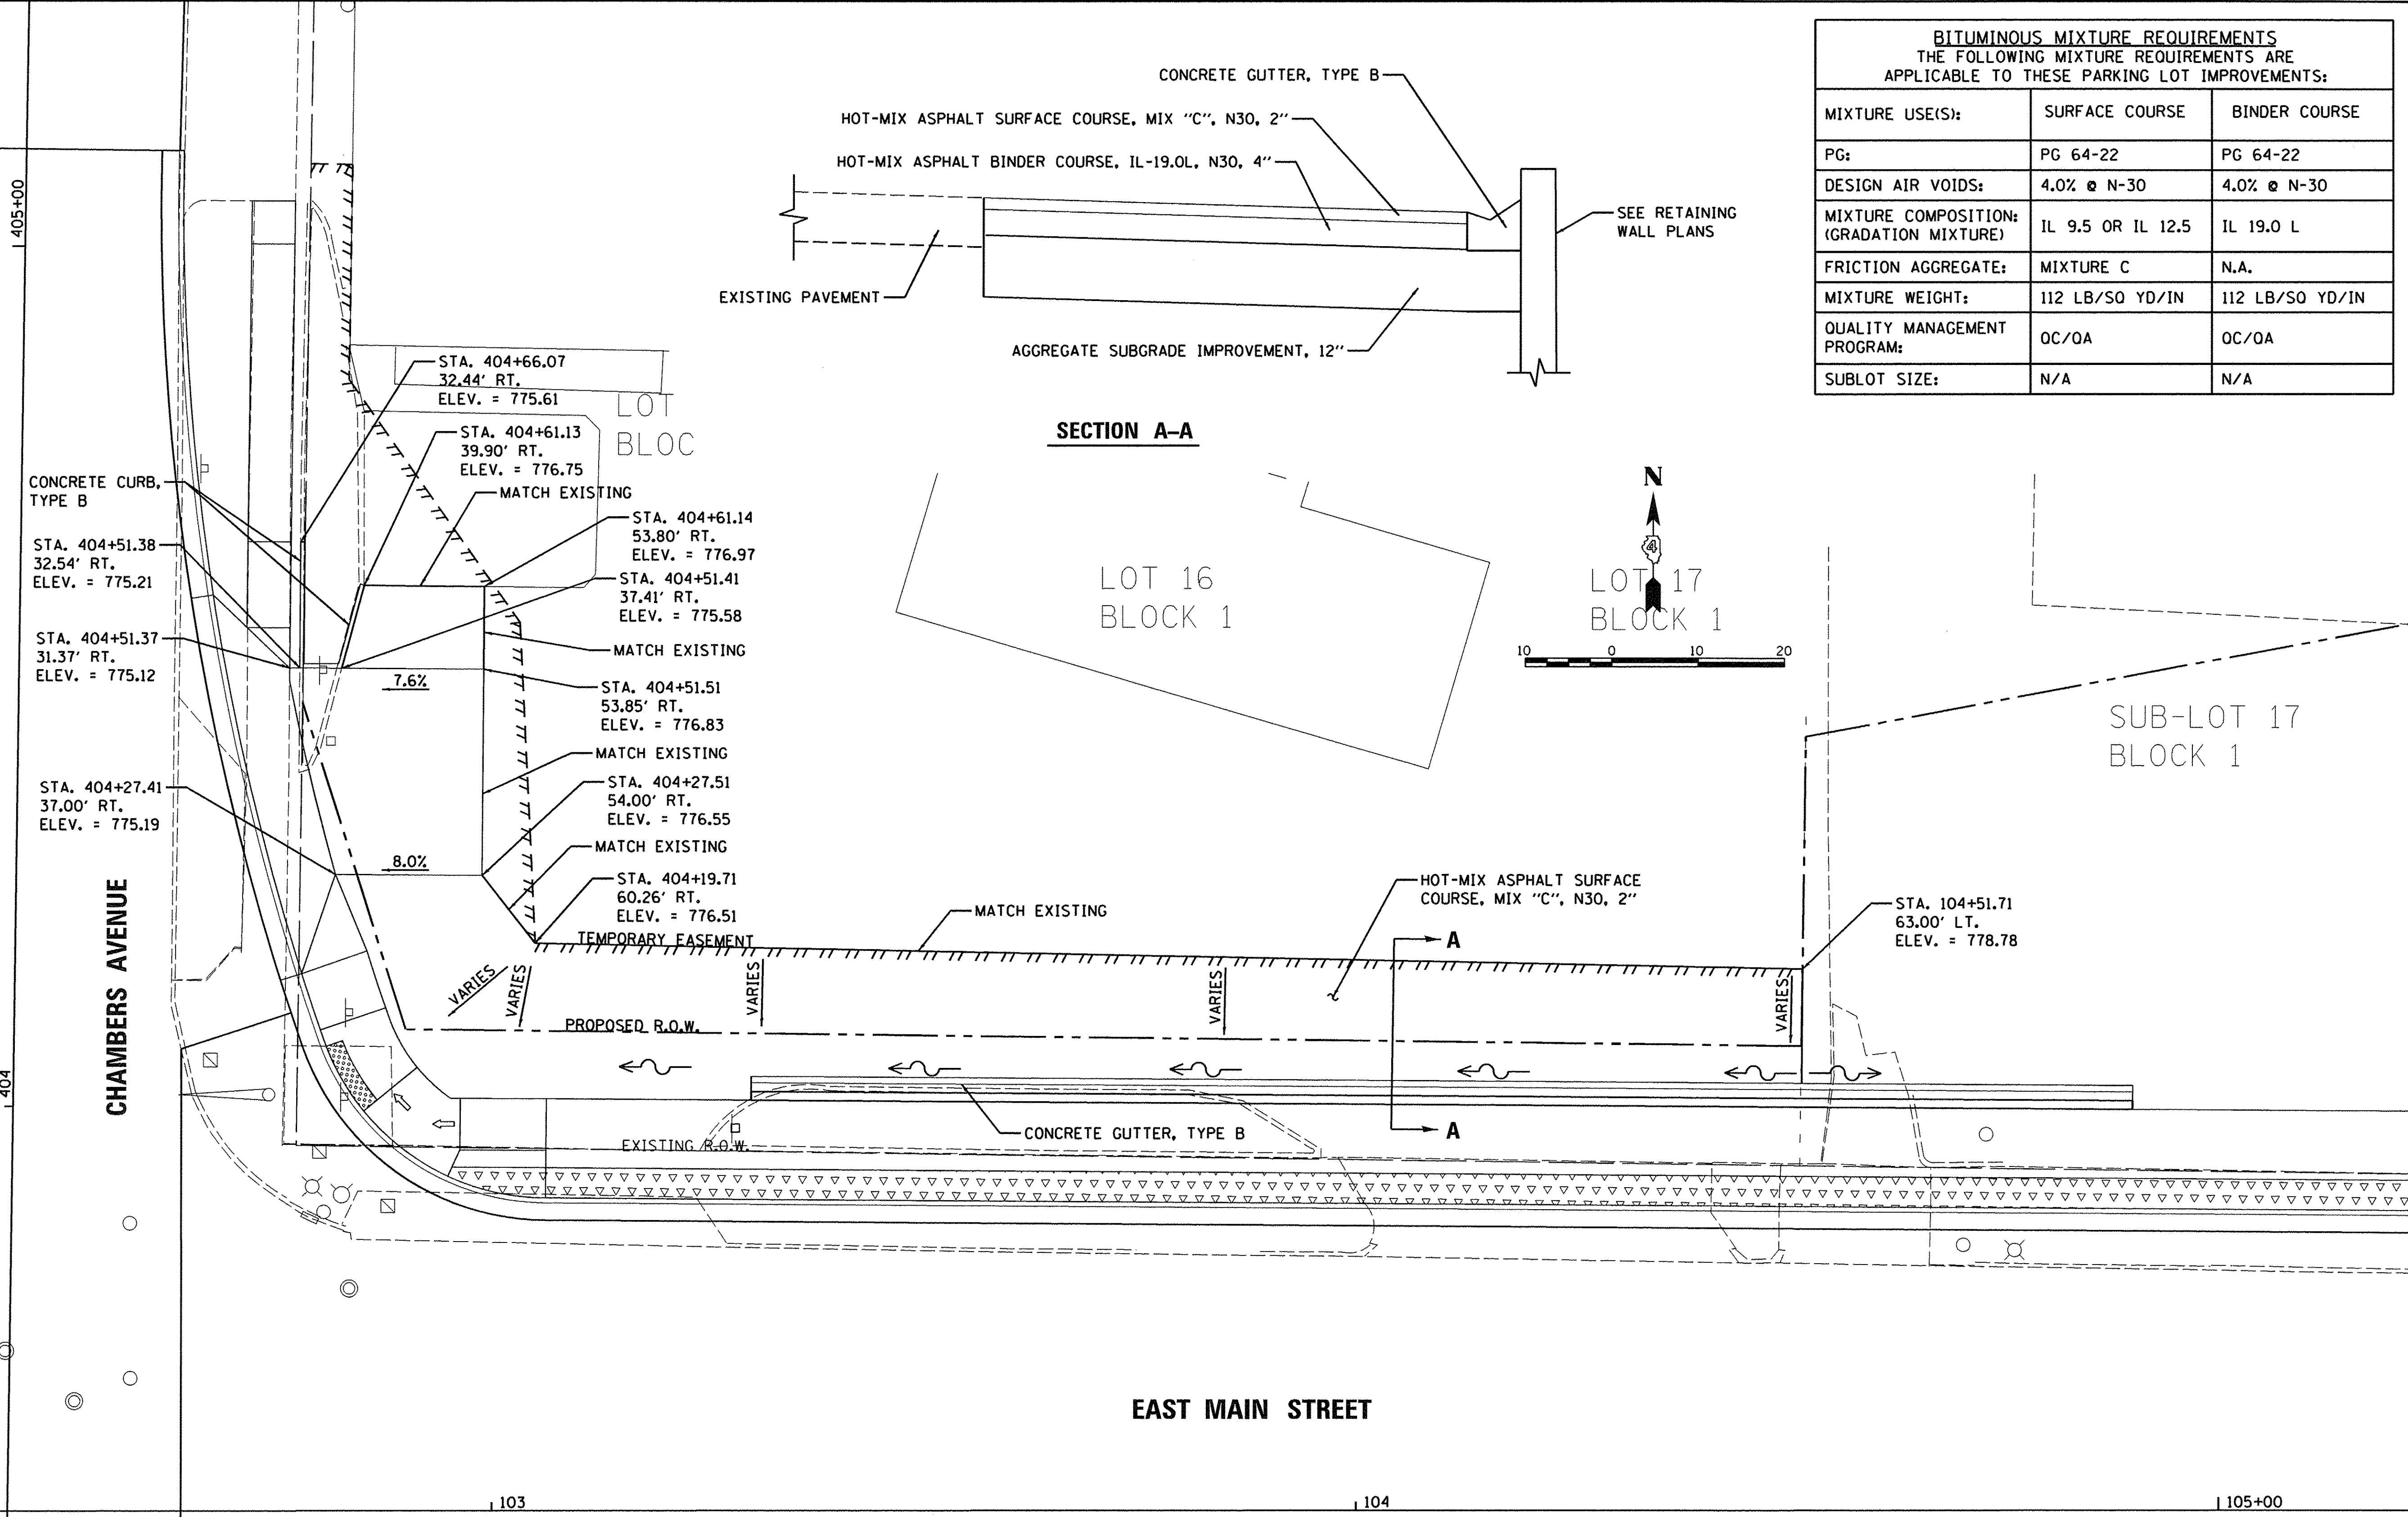 BITUMINOUS MIXTURE REQUIREMENTS
THE FOLLOWING MIXTURE REQUIREMENTS ARE
APPLICABLE TO THESE PARKING LOT IMPROVEMENTS:
MIXTURE USE(S): SURFACE COURSE BINDER COURSE
PG: PG 64-22 PG 64-22
DESIGN AIR VOIDS: 4.0% @ N-30 4.0% @ N-30
MIXTURE COMPOSITION:
(GRADATION MIXTURE) IL 9.5 OR IL 12.5 IL 19.0 L
FRICTION AGGREGATE: MIXTURE C N.A.
MIXTURE WEIGHT: 112 LB/SQ YD/IN 112 LB/SQ YD/IN
QUALITY MANAGEMENT
PROGRAM: QC/QA QC/QA
SUBLOT SIZE: N/A N/A
CONCRETE GUTTER, TYPE B
HOT-MIX ASPHALT SURFACE COURSE, MIX "C", N30, 2"
HOT-MIX ASPHALT BINDER COURSE, IL-19.0L, N30, 4"
SEE RETAINING
WALL PLANS
EXISTING PAVEMENT
AGGREGATE SUBGRADE IMPROVEMENT, 12"
SECTION A-A
405+00
STA. 404+66.07
32.44' RT.
ELEV. = 775.61
LOT
BLOC
STA. 404+61.13
39.90' RT.
ELEV. = 776.75
MATCH EXISTING
CONCRETE CURB,
TYPE B
STA. 404+61.14
53.80' RT.
ELEV. = 776.97
STA. 404+51.38
32.54' RT.
ELEV. = 775.21
STA. 404+51.41
37.41' RT.
ELEV. = 775.58
STA. 404+51.37
31.37' RT.
ELEV. = 775.12
MATCH EXISTING
7.6%
STA. 404+51.51
53.85' RT.
ELEV. = 776.83
MATCH EXISTING
STA. 404+27.41
37.00' RT.
ELEV. = 775.19
STA. 404+27.51
54.00' RT.
ELEV. = 776.55
MATCH EXISTING
8.0%
STA. 404+19.71
60.26' RT.
ELEV. = 776.51
TEMPORARY EASEMENT
MATCH EXISTING
LOT 16
BLOCK 1
N
4
LOT 17
BLOCK 1
10 0 10 20
SUB-LOT 17
BLOCK 1
HOT-MIX ASPHALT SURFACE
COURSE, MIX "C", N30, 2"
STA. 104+51.71
63.00' LT.
ELEV. = 778.78
A
VARIES
VARIES
VARIES
VARIES
VARIES
PROPOSED R.O.W.
CHAMBERS AVENUE
404
EXISTING R.O.W.
CONCRETE GUTTER, TYPE B
A
EAST MAIN STREET
103
104
105+00